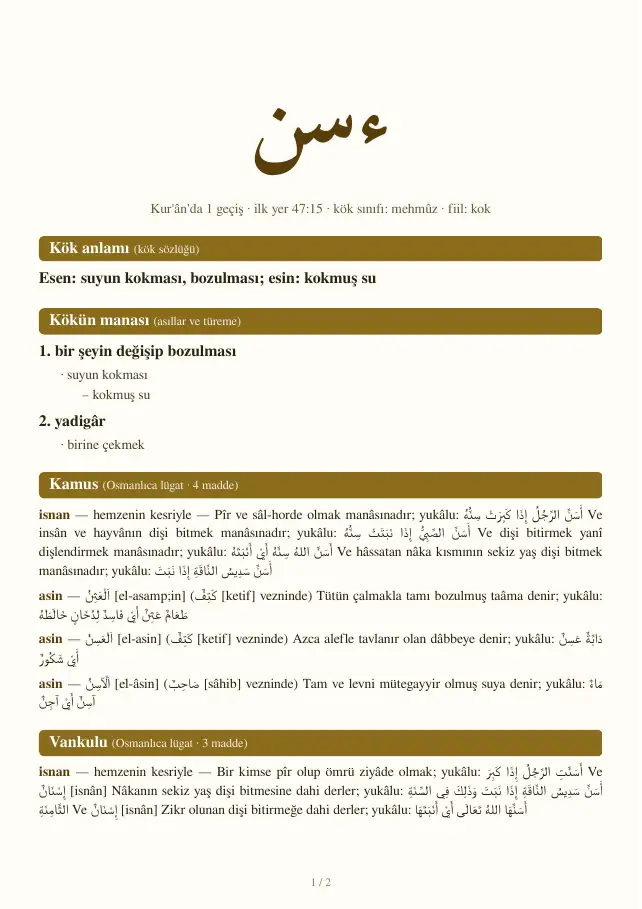 ءسن
Kur'ân'da 1 geçiş · ilk yer 47:15 · kök sınıfı: mehmûz · fiil: kok
Kök anlamı (kök sözlüğü)
Esen: suyun kokması, bozulması; esin: kokmuş su
Kökün manası (asıllar ve türeme)
1. bir şeyin değişip bozulması
· suyun kokması
– kokmuş su
2. yadigâr
· birine çekmek
Kamus (Osmanlıca lügat · 4 madde)
isnan — hemzenin kesriyle — Pîr ve sâl-horde olmak manâsınadır; yukâlu: أَسَنَّ الرَّجُلُ إِذَا كَبِرَتْ سِنُّهُ Ve
insân ve hayvânın dişi bitmek manâsınadır; yukâlu: أَسَنَّ الصَّبِيُّ إِذَا نَبَتَتْ سِنُّهُ Ve dişi bitirmek yanî
dişlendirmek manâsınadır; yukâlu: أَسَنَّ اللهُ سِنَّهُ أَيْ أَنْبَتَهُ Ve hâssatan nâka kısmının sekiz yaş dişi bitmek
manâsınadır; yukâlu: أَسَنَّ سَدِيسُ النَّاقَةِ إِذَا نَبَتَ
asin — اَلْعَثِنُ [el-asamp;in] (كَتِفٌ [ketif] vezninde) Tütün çalmakla tamı bozulmuş taâma denir; yukâlu:
طَعَامٌ عَثِنٌ أَيْ فَاسِدٌ لِدُخَانٍ خَالَطَهُ
asin — اَلْعَسِنُ [el-asin] (كَتِفٌ [ketif] vezninde) Azca alefle tavlanır olan dâbbeye denir; yukâlu: دَابَّةٌ عَسِنٌ
أَيْ شَكُورٌ
asin — اَلْآسِنُ [el-âsin] (صَاحِبٌ [sâhib] vezninde) Tam ve levni mütegayyir olmuş suya denir; yukâlu: مَاءٌ
آسِنٌ أَيْ آجِنٌ
Vankulu (Osmanlıca lügat · 3 madde)
isnan — hemzenin kesriyle — Bir kimse pîr olup ömrü ziyâde olmak; yukâlu: أَسَنَّتِ الرَّجُلُ إِذَا كَبِرَ Ve
إِسْنَانٌ [isnân] Nâkanın sekiz yaş dişi bitmesine dahi derler; yukâlu: أَسَنَّ سَدِيسُ النَّاقَةِ إِذَا نَبَتَ وَذَلِكَ فِي السَّنَةِ
الثَّامِنَةِ Ve إِسْنَانٌ [isnân] Zikr olunan dişi bitirmeğe dahi derler; yukâlu: أَسَنَّهَا اللهُ تَعَالَى أَيْ أَنْبَتَهَا
1 / 2